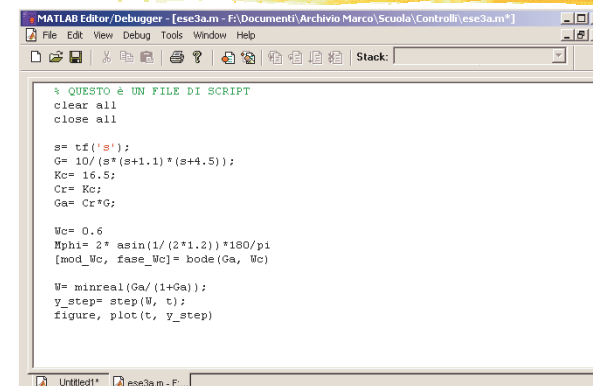 MATLAB Editor/Debugger - [ese3a.m - F:\Documenti\Archivio Marco\Scuola\Controlli\ese3a.m*]
File Edit View Debug Tools Window Help
Stack:
% QUESTO è UN FILE DI SCRIPT
clear all
close all
s= tf('s');
G= 10/(s*(s+1.1)*(s+4.5));
Kc= 16.5;
Cr= Kc;
Ga= Cr*G;
Wc= 0.6
Mphi= 2* asin(1/(2*1.2))*180/pi
[mod_Wc, fase_Wc]= bode(Ga, Wc)
W= minreal(Ga/(1+Ga));
y_step= step(W, t);
figure, plot(t, y_step)
Untitled1* ese3a.m - F:...